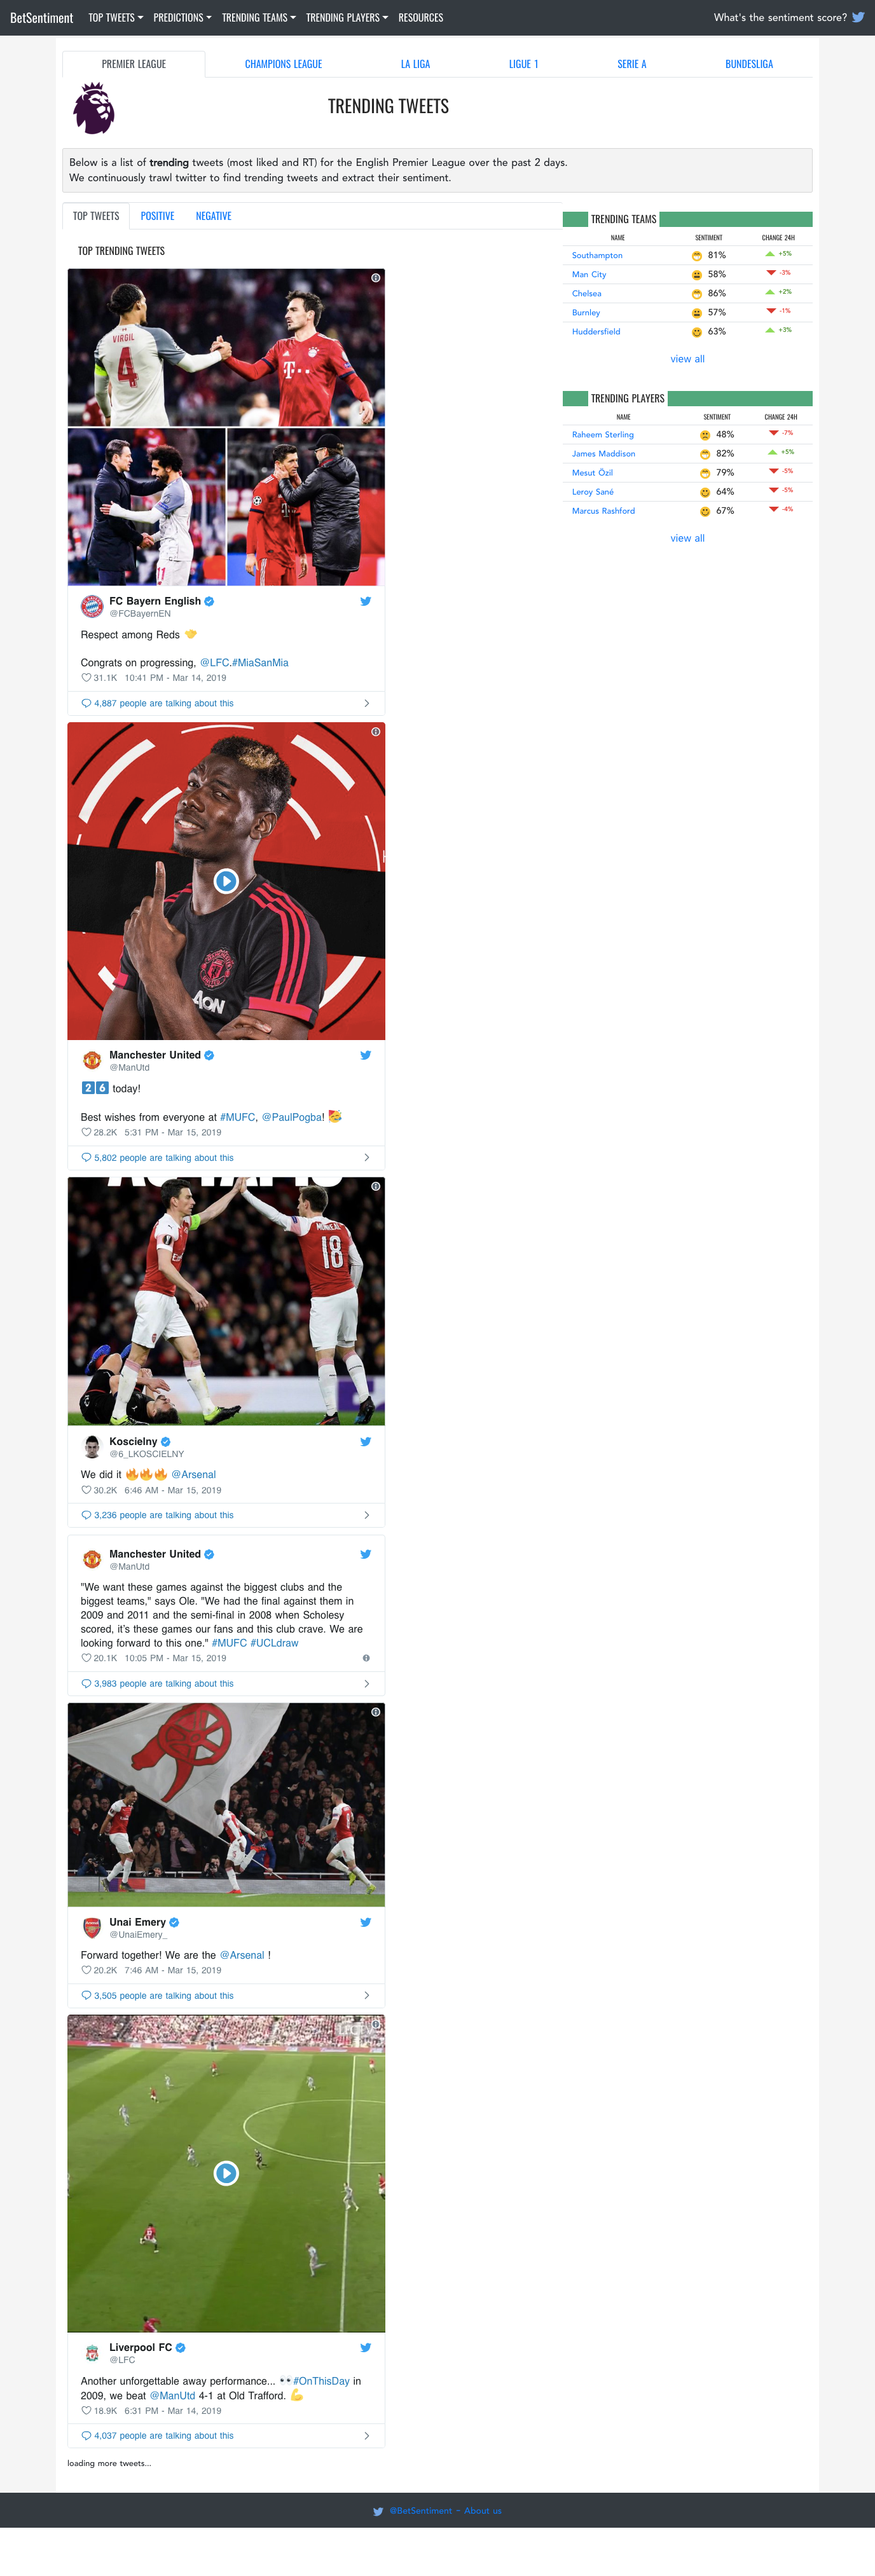 BetSentiment TOP TWEETS PREDICTIONS TRENDING TEAMS TRENDING PLAYERS RESOURCES What's the sentiment score?
PREMIER LEAGUE CHAMPIONS LEAGUE LA LIGA LIGUE 1 SERIE A BUNDESLIGA
TRENDING TWEETS
Below is a list of trending tweets (most liked and RT) for the English Premier League over the past 2 days.
We continuously trawl twitter to find trending tweets and extract their sentiment.
TOP TWEETS POSITIVE NEGATIVE
TOP TRENDING TWEETS
VIRGIL
4
T
11
FC Bayern English
@FCBayernEN
Respect among Reds 🤜
Congrats on progressing, @LFC.#MiaSanMia
31.1K 10:41 PM - Mar 14, 2019
4,887 people are talking about this
AON
Manchester United
@ManUtd
2️⃣6️⃣ today!
Best wishes from everyone at #MUFC, @PaulPogba! 🥳
28.2K 5:31 PM - Mar 15, 2019
5,802 people are talking about this
MONREAL
18
Koscielny
@6_LKOSCIELNY
We did it 🔥🔥🔥 @Arsenal
30.2K 6:46 AM - Mar 15, 2019
3,236 people are talking about this
Manchester United
@ManUtd
"We want these games against the biggest clubs and the
biggest teams," says Ole. "We had the final against them in
2009 and 2011 and the semi-final in 2008 when Scholesy
scored, it's these games our fans and this club crave. We are
looking forward to this one." #MUFC #UCLdraw
20.1K 10:05 PM - Mar 15, 2019
3,983 people are talking about this
Unai Emery
@UnaiEmery_
Forward together! We are the @Arsenal !
20.2K 7:46 AM - Mar 15, 2019
3,505 people are talking about this
Liverpool FC
@LFC
Another unforgettable away performance... 👀#OnThisDay in
2009, we beat @ManUtd 4-1 at Old Trafford. 💪
18.9K 6:31 PM - Mar 14, 2019
4,037 people are talking about this
loading more tweets...
TRENDING TEAMS
NAME SENTIMENT CHANGE 24H
Southampton 81% +5%
Man City 58% -3%
Chelsea 86% +2%
Burnley 57% -1%
Huddersfield 63% +3%
view all
TRENDING PLAYERS
NAME SENTIMENT CHANGE 24H
Raheem Sterling 48% -7%
James Maddison 82% +5%
Mesut Özil 79% -5%
Leroy Sané 64% -5%
Marcus Rashford 67% -4%
view all
@BetSentiment ~ About us